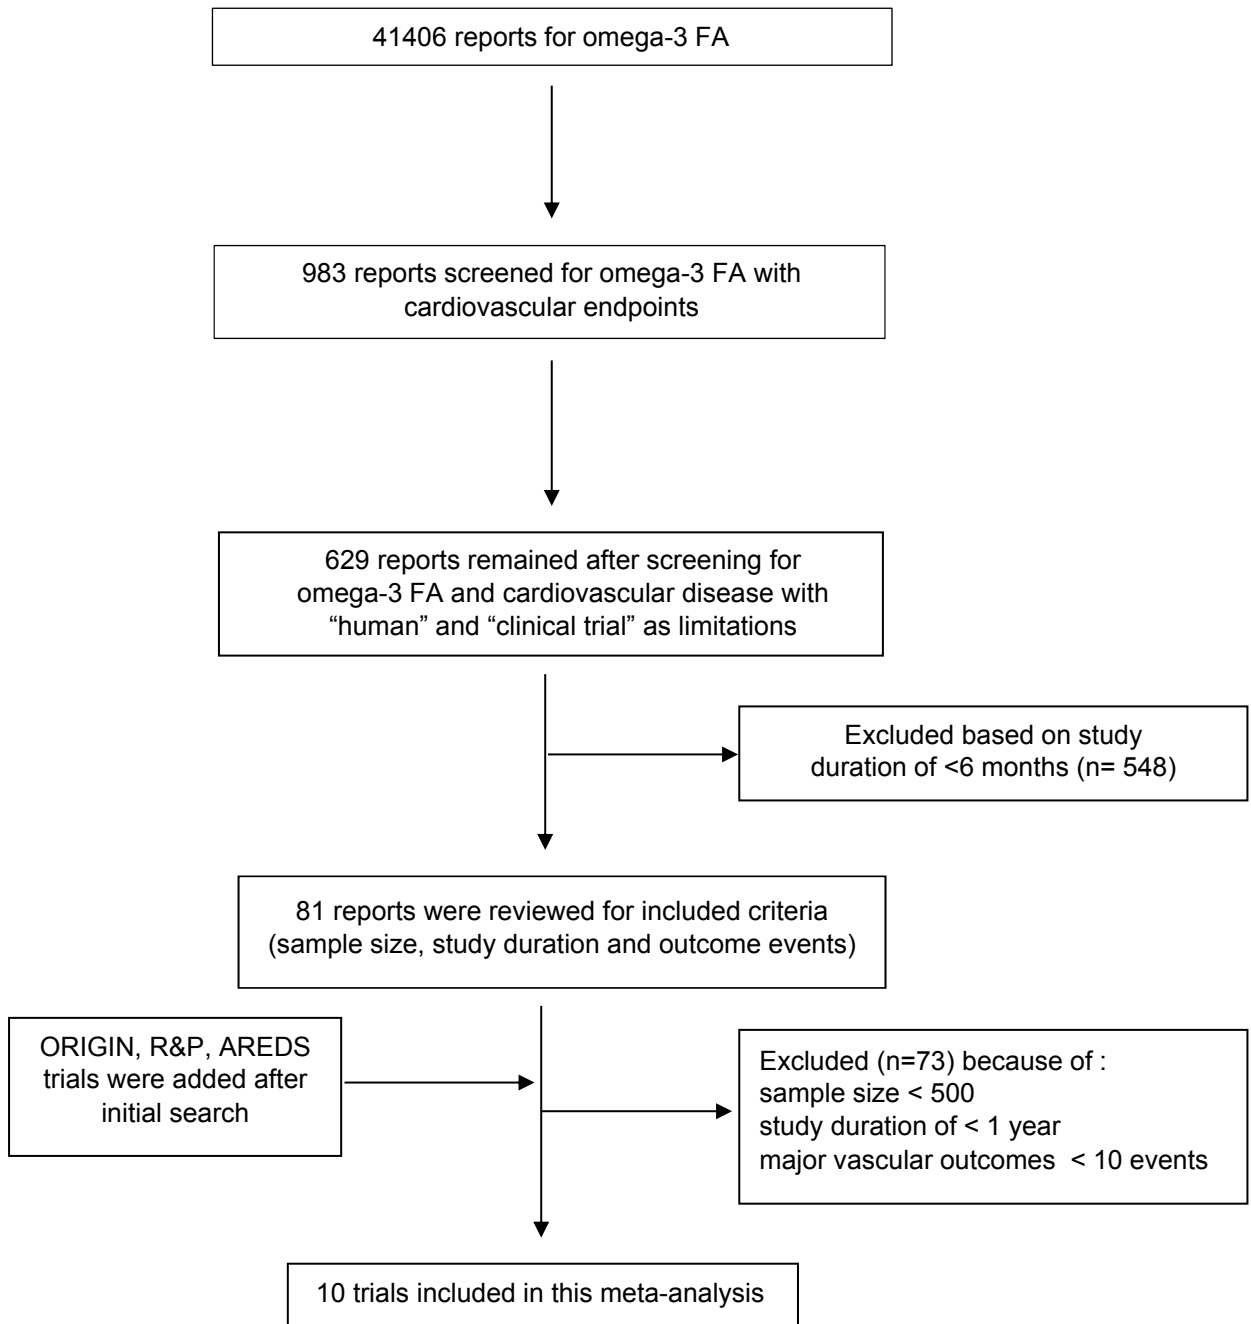 41406 reports for omega-3 FA
983 reports screened for omega-3 FA with
cardiovascular endpoints
629 reports remained after screening for
omega-3 FA and cardiovascular disease with
“human” and “clinical trial” as limitations
Excluded based on study
duration of <6 months (n= 548)
81 reports were reviewed for included criteria
(sample size, study duration and outcome events)
ORIGIN, R&P, AREDS
trials were added after
initial search
Excluded (n=73) because of :
sample size < 500
study duration of < 1 year
major vascular outcomes  < 10 events
10 trials included in this meta-analysis